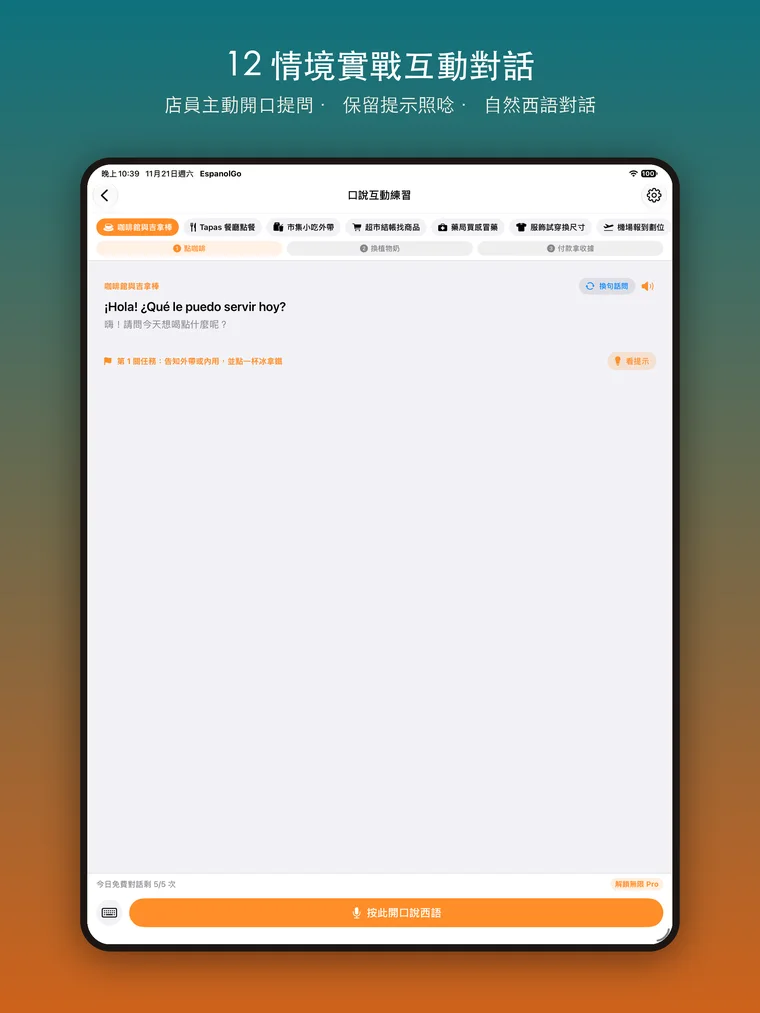 12 情境實戰互動對話
店員主動開口提問 · 保留提示照唸 · 自然西語對話
晚上10:39 11月21日週六 EspanolGo 100
口說互動練習
咖啡館與吉拿棒 Tapas 餐廳點餐 市集小吃外帶 超市結帳找商品 藥局買感冒藥 服飾試穿換尺寸 機場報到劃位
1 點咖啡 2 換植物奶 3 付款拿收據
咖啡館與吉拿棒 換句話問
¡Hola! ¿Qué le puedo servir hoy?
嗨！請問今天想喝點什麼呢？
第 1 關任務：告知外帶或內用，並點一杯冰拿鐵 看提示
今日免費對話剩 5/5 次 解鎖無限 Pro
按此開口說西語